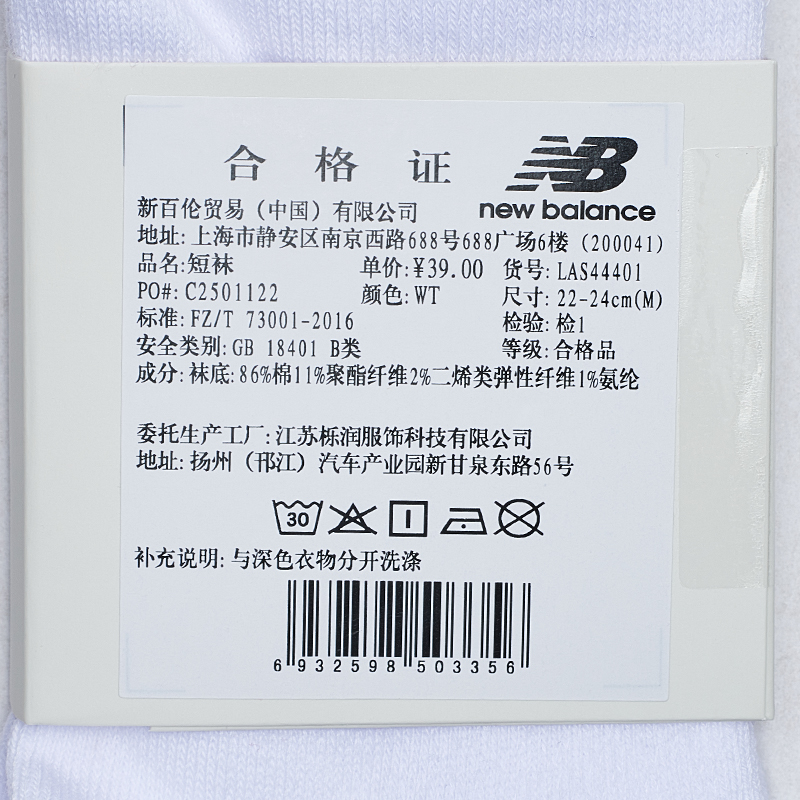 合格证
NB
new balance
新百伦贸易（中国）有限公司
地址: 上海市静安区南京西路688号688广场6楼（200041）
品名:短袜 单价:¥39.00 货号: LAS44401
PO#: C2501122 颜色: WT 尺寸: 22-24cm(M)
标准: FZ/T 73001-2016 检验: 检1
安全类别: GB 18401 B类 等级: 合格品
成分: 袜底: 86%棉11%聚酯纤维2%二烯类弹性纤维1%氨纶
委托生产工厂: 江苏栎润服饰科技有限公司
地址: 扬州（邗江）汽车产业园新甘泉东路56号
30
补充说明: 与深色衣物分开洗涤
6932598503356